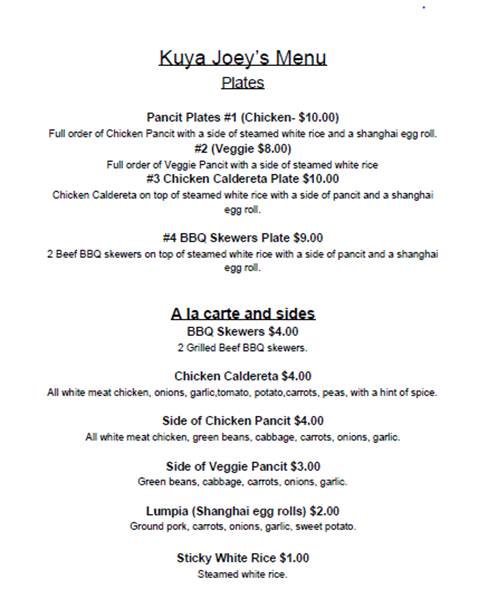 Kuya Joey's Menu
Plates
Pancit Plates #1 (Chicken- $10.00)
Full order of Chicken Pancit with a side of steamed white rice and a shanghai egg roll.
#2 (Veggie $8.00)
Full order of Veggie Pancit with a side of steamed white rice
#3 Chicken Caldereta Plate $10.00
Chicken Caldereta on top of steamed white rice with a side of pancit and a shanghai
egg roll.
#4 BBQ Skewers Plate $9.00
2 Beef BBQ skewers on top of steamed white rice with a side of pancit and a shanghai
egg roll.
A la carte and sides
BBQ Skewers $4.00
2 Grilled Beef BBQ skewers.
Chicken Caldereta $4.00
All white meat chicken, onions, garlic,tomato, potato,carrots, peas, with a hint of spice.
Side of Chicken Pancit $4.00
All white meat chicken, green beans, cabbage, carrots, onions, garlic.
Side of Veggie Pancit $3.00
Green beans, cabbage, carrots, onions, garlic.
Lumpia (Shanghai egg rolls) $2.00
Ground pork, carrots, onions, garlic, sweet potato.
Sticky White Rice $1.00
Steamed white rice.